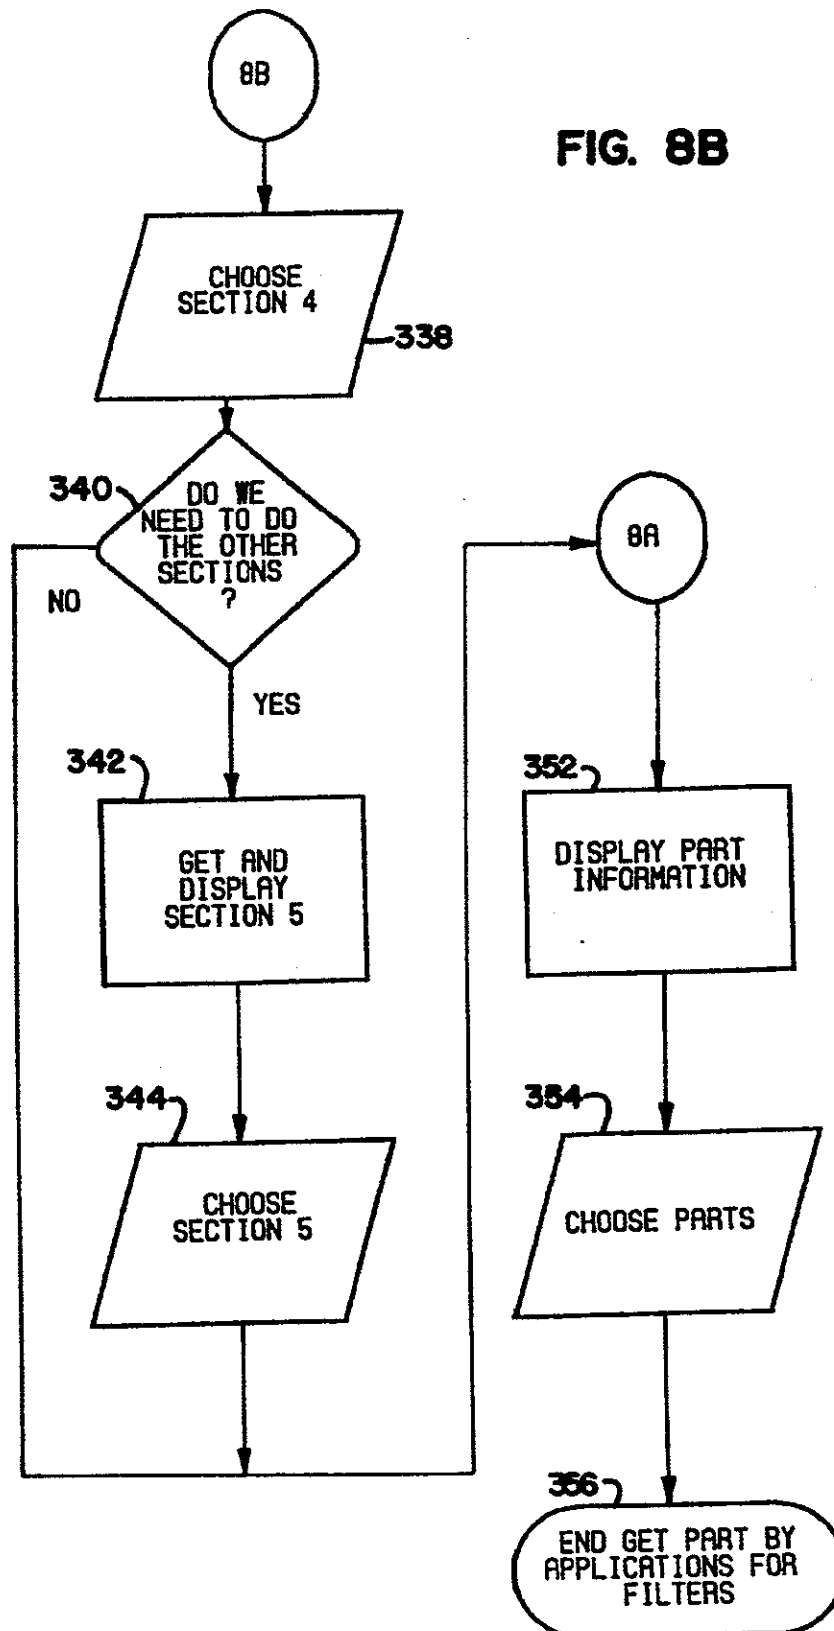 8B
FIG. 8B
CHOOSE
SECTION 4
338
340
DO WE
NEED TO DO
THE OTHER
SECTIONS
?
NO
YES
342
GET AND
DISPLAY
SECTION 5
344
CHOOSE
SECTION 5
8A
352
DISPLAY PART
INFORMATION
354
CHOOSE PARTS
356
END GET PART BY
APPLICATIONS FOR
FILTERS